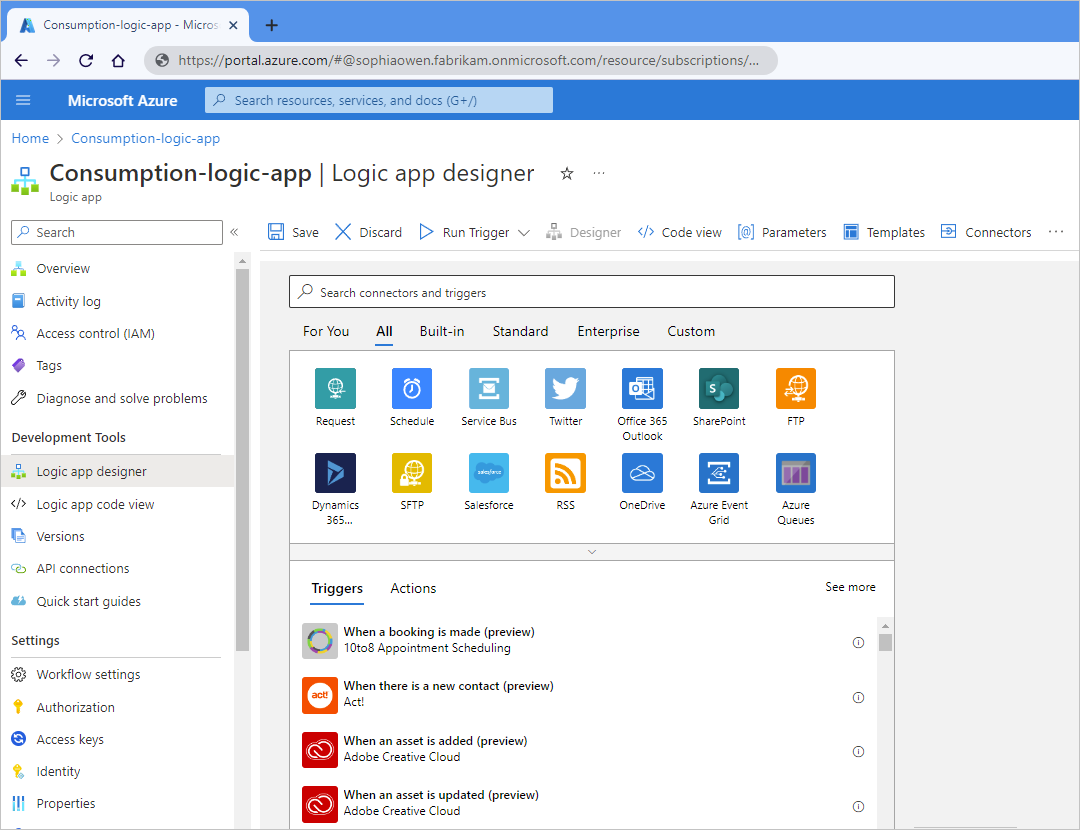 Consumption-logic-app - Micros
https://portal.azure.com/#@sophiaowen.fabrikam.onmicrosoft.com/resource/subscriptions/...
Microsoft Azure
Search resources, services, and docs (G+/)
Home > Consumption-logic-app
Consumption-logic-app | Logic app designer
Logic app
Search
Save
Discard
Run Trigger
Designer
Code view
Parameters
Templates
Connectors
Overview
Activity log
Access control (IAM)
Tags
Diagnose and solve problems
Development Tools
Logic app designer
Logic app code view
Versions
API connections
Quick start guides
Settings
Workflow settings
Authorization
Access keys
Identity
Properties
Search connectors and triggers
For You
All
Built-in
Standard
Enterprise
Custom
Request
Schedule
Service Bus
Twitter
Office 365
Outlook
SharePoint
FTP
Dynamics
365...
SFTP
salesforce
Salesforce
RSS
OneDrive
Azure Event
Grid
Azure
Queues
Triggers
Actions
See more
When a booking is made (preview)
10to8 Appointment Scheduling
act!
When there is a new contact (preview)
Act!
When an asset is added (preview)
Adobe Creative Cloud
When an asset is updated (preview)
Adobe Creative Cloud